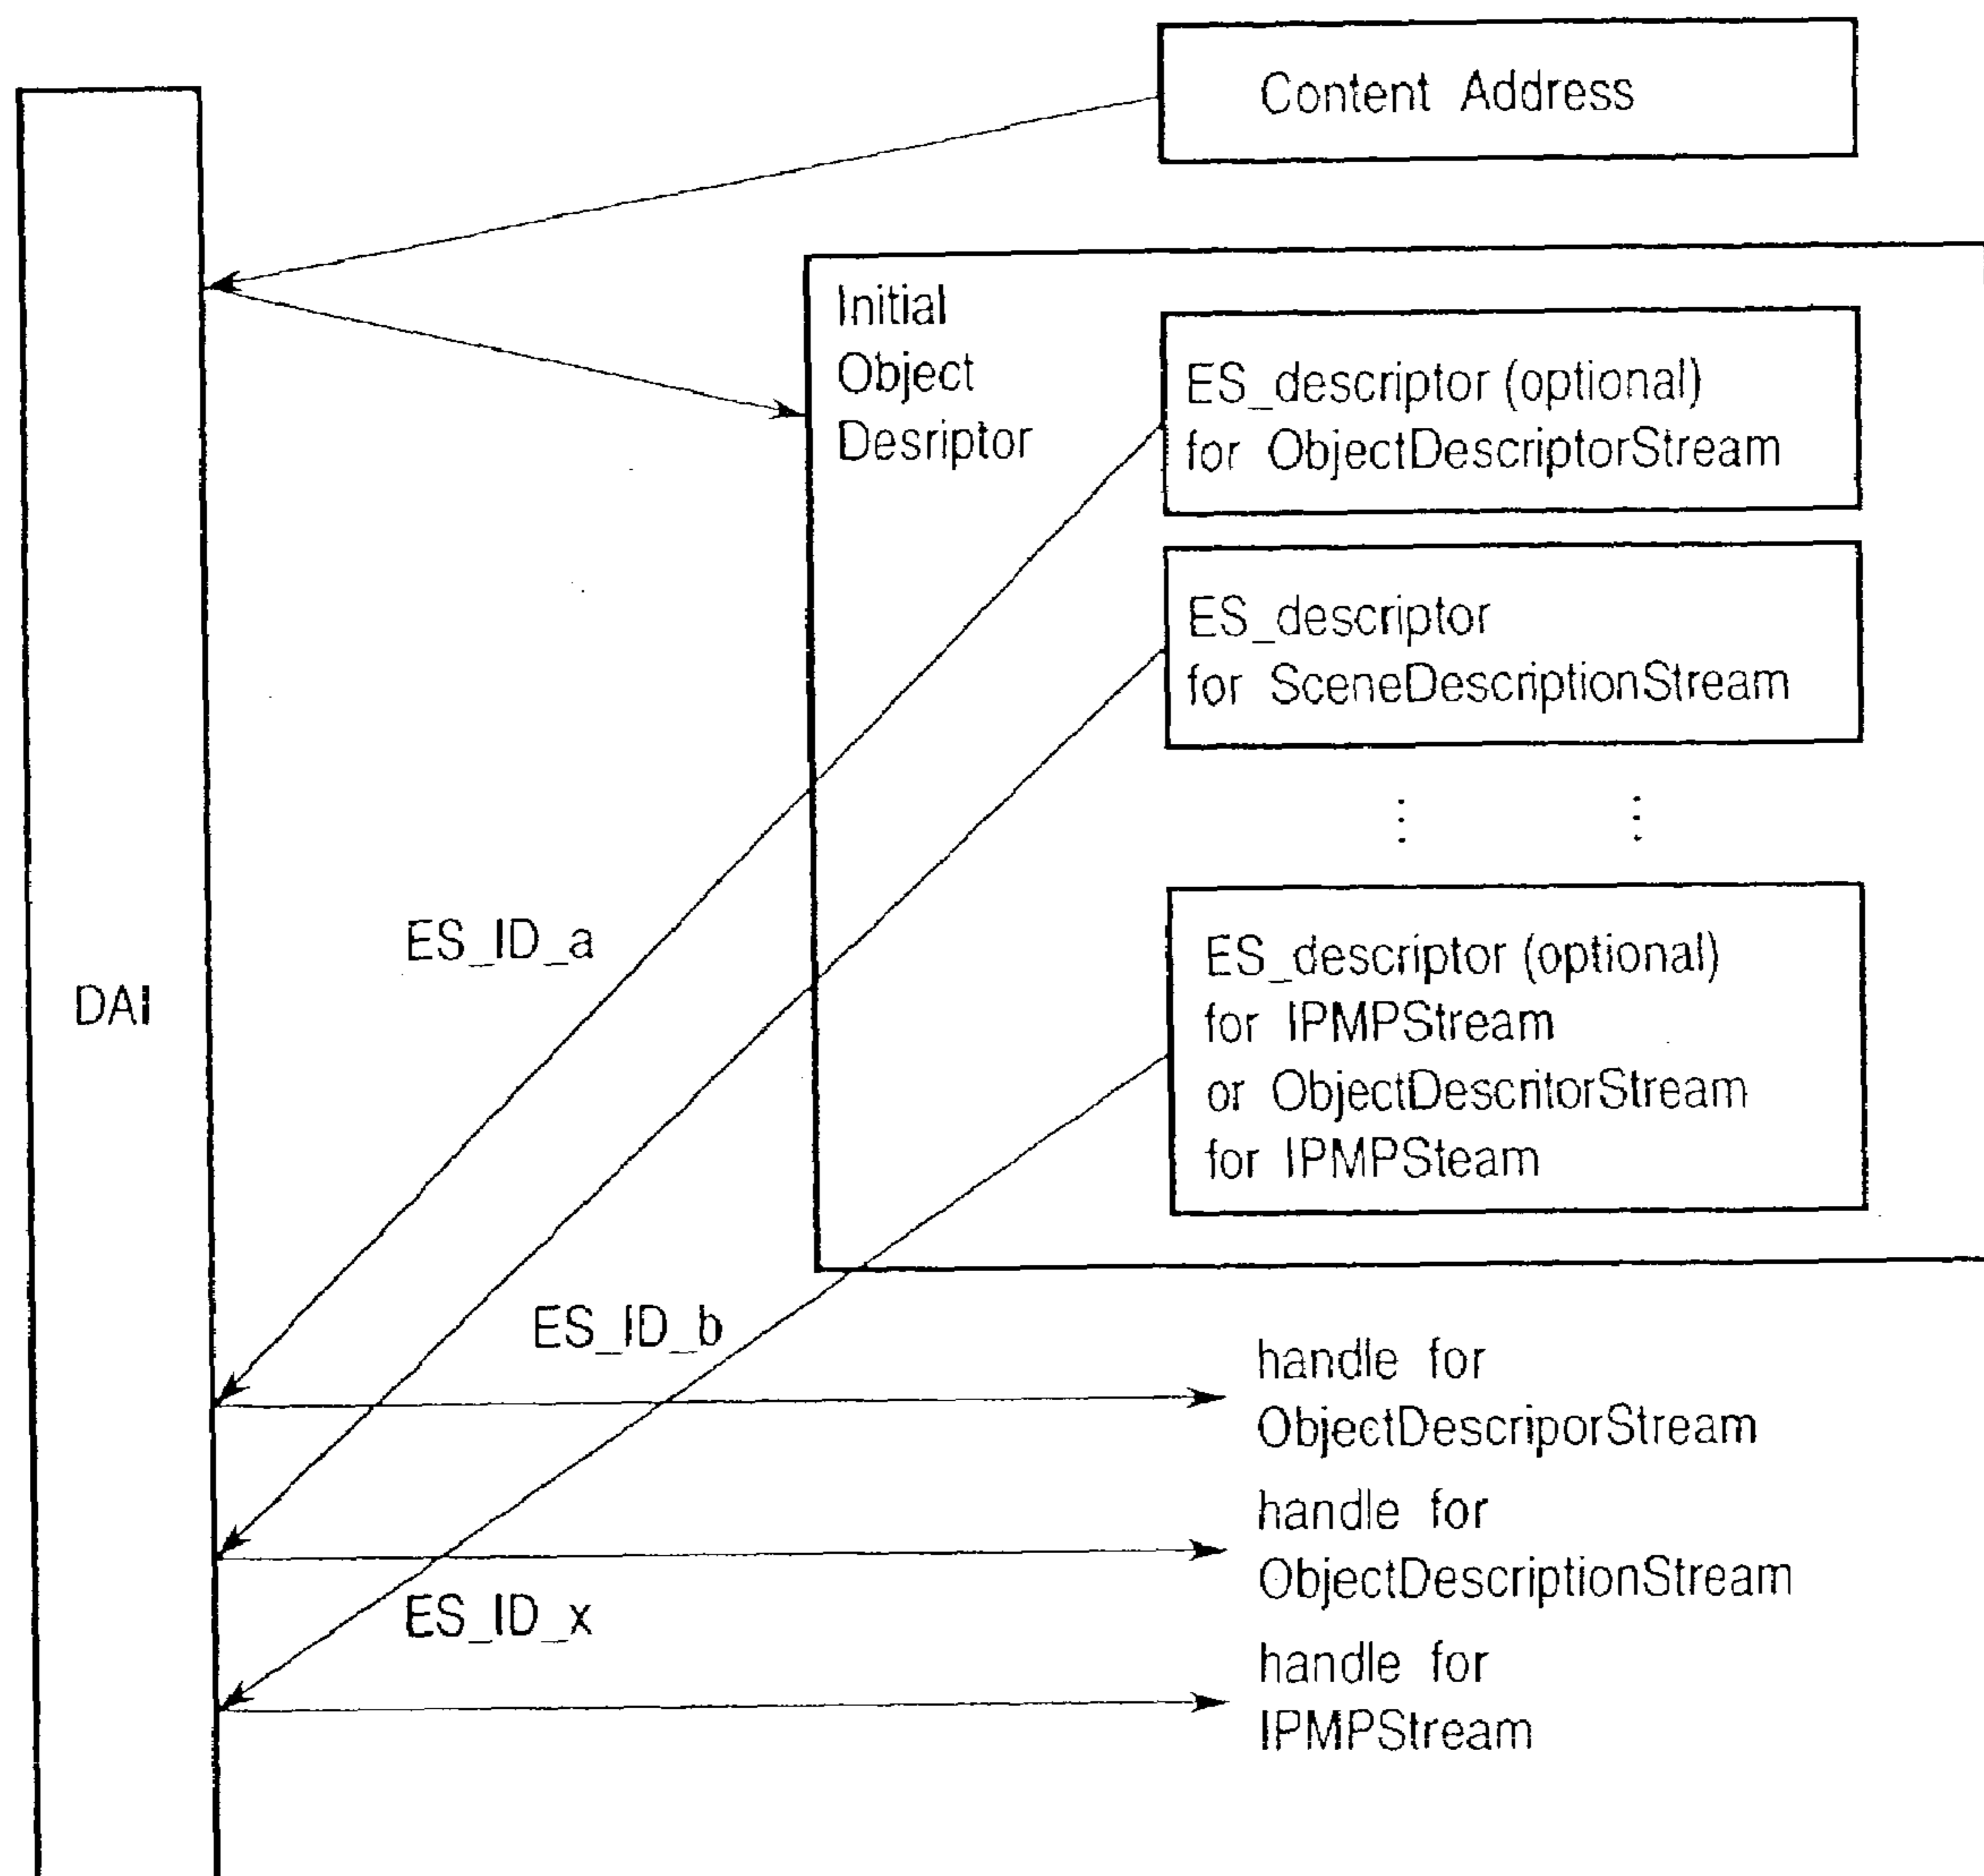 Content Address
Initial
Object
Desriptor
ES_descriptor (optional)
for ObjectDescriptorStream
ES_descriptor
for SceneDescriptionStream
ES_ID_a
DAI
ES_descriptor (optional)
for IPMPStream
or ObjectDescritorStream
for IPMPSteam
ES_ID_b
handle for
ObjectDescriporStream
handle for
ObjectDescriptionStream
ES_ID_x
handle for
IPMPStream